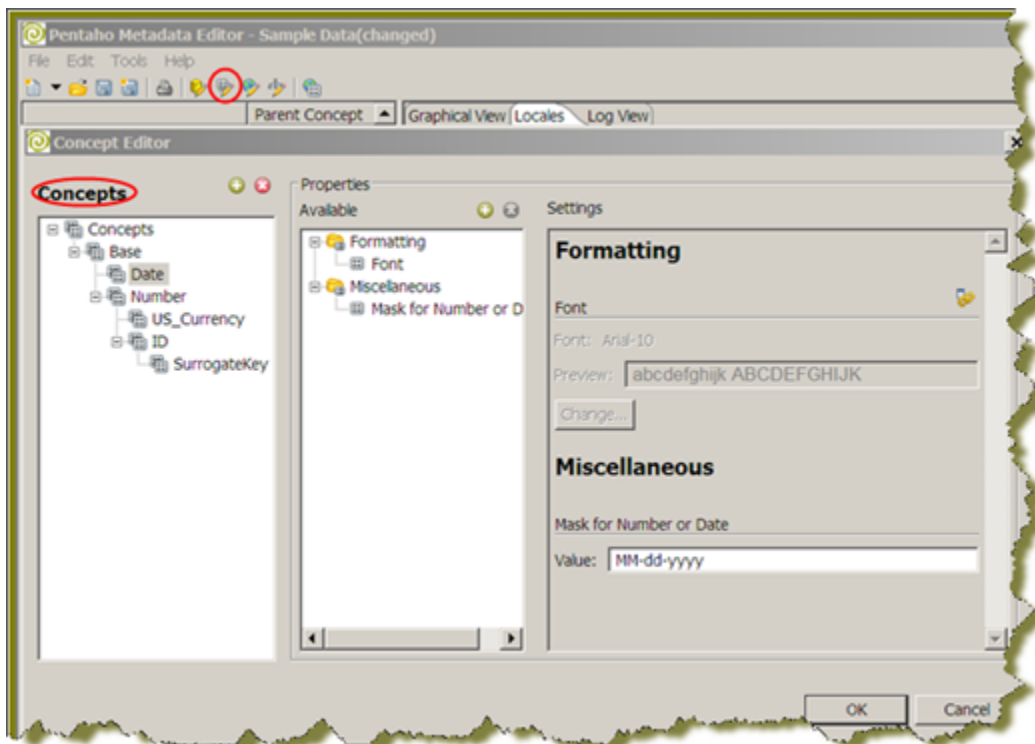 Pentaho Metadata Editor - Sample Data(changed)
File Edit Tools Help
Parent Concept Graphical View Locales Log View
Concept Editor
Concepts
Concepts
Base
Date
Number
US_Currency
ID
SurrogateKey
Properties
Available
Formatting
Font
Miscelaneous
Mask for Number or D
Settings
Formatting
Font
Font: Arial-10
Preview: abcdefghijk ABCDEFGHIJK
Change...
Miscellaneous
Mask for Number or Date
Value: MM-dd-yyyy
OK Cancel